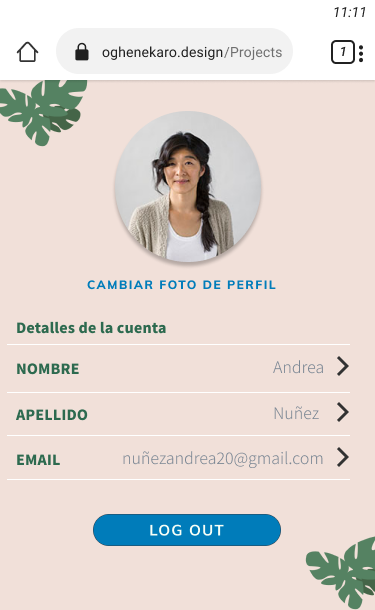 11:11
oghenekaro.design/Projects
1
CAMBIAR FOTO DE PERFIL
Detalles de la cuenta
NOMBRE Andrea
APELLIDO Nuñez
EMAIL nuñezandrea20@gmail.com
LOG OUT